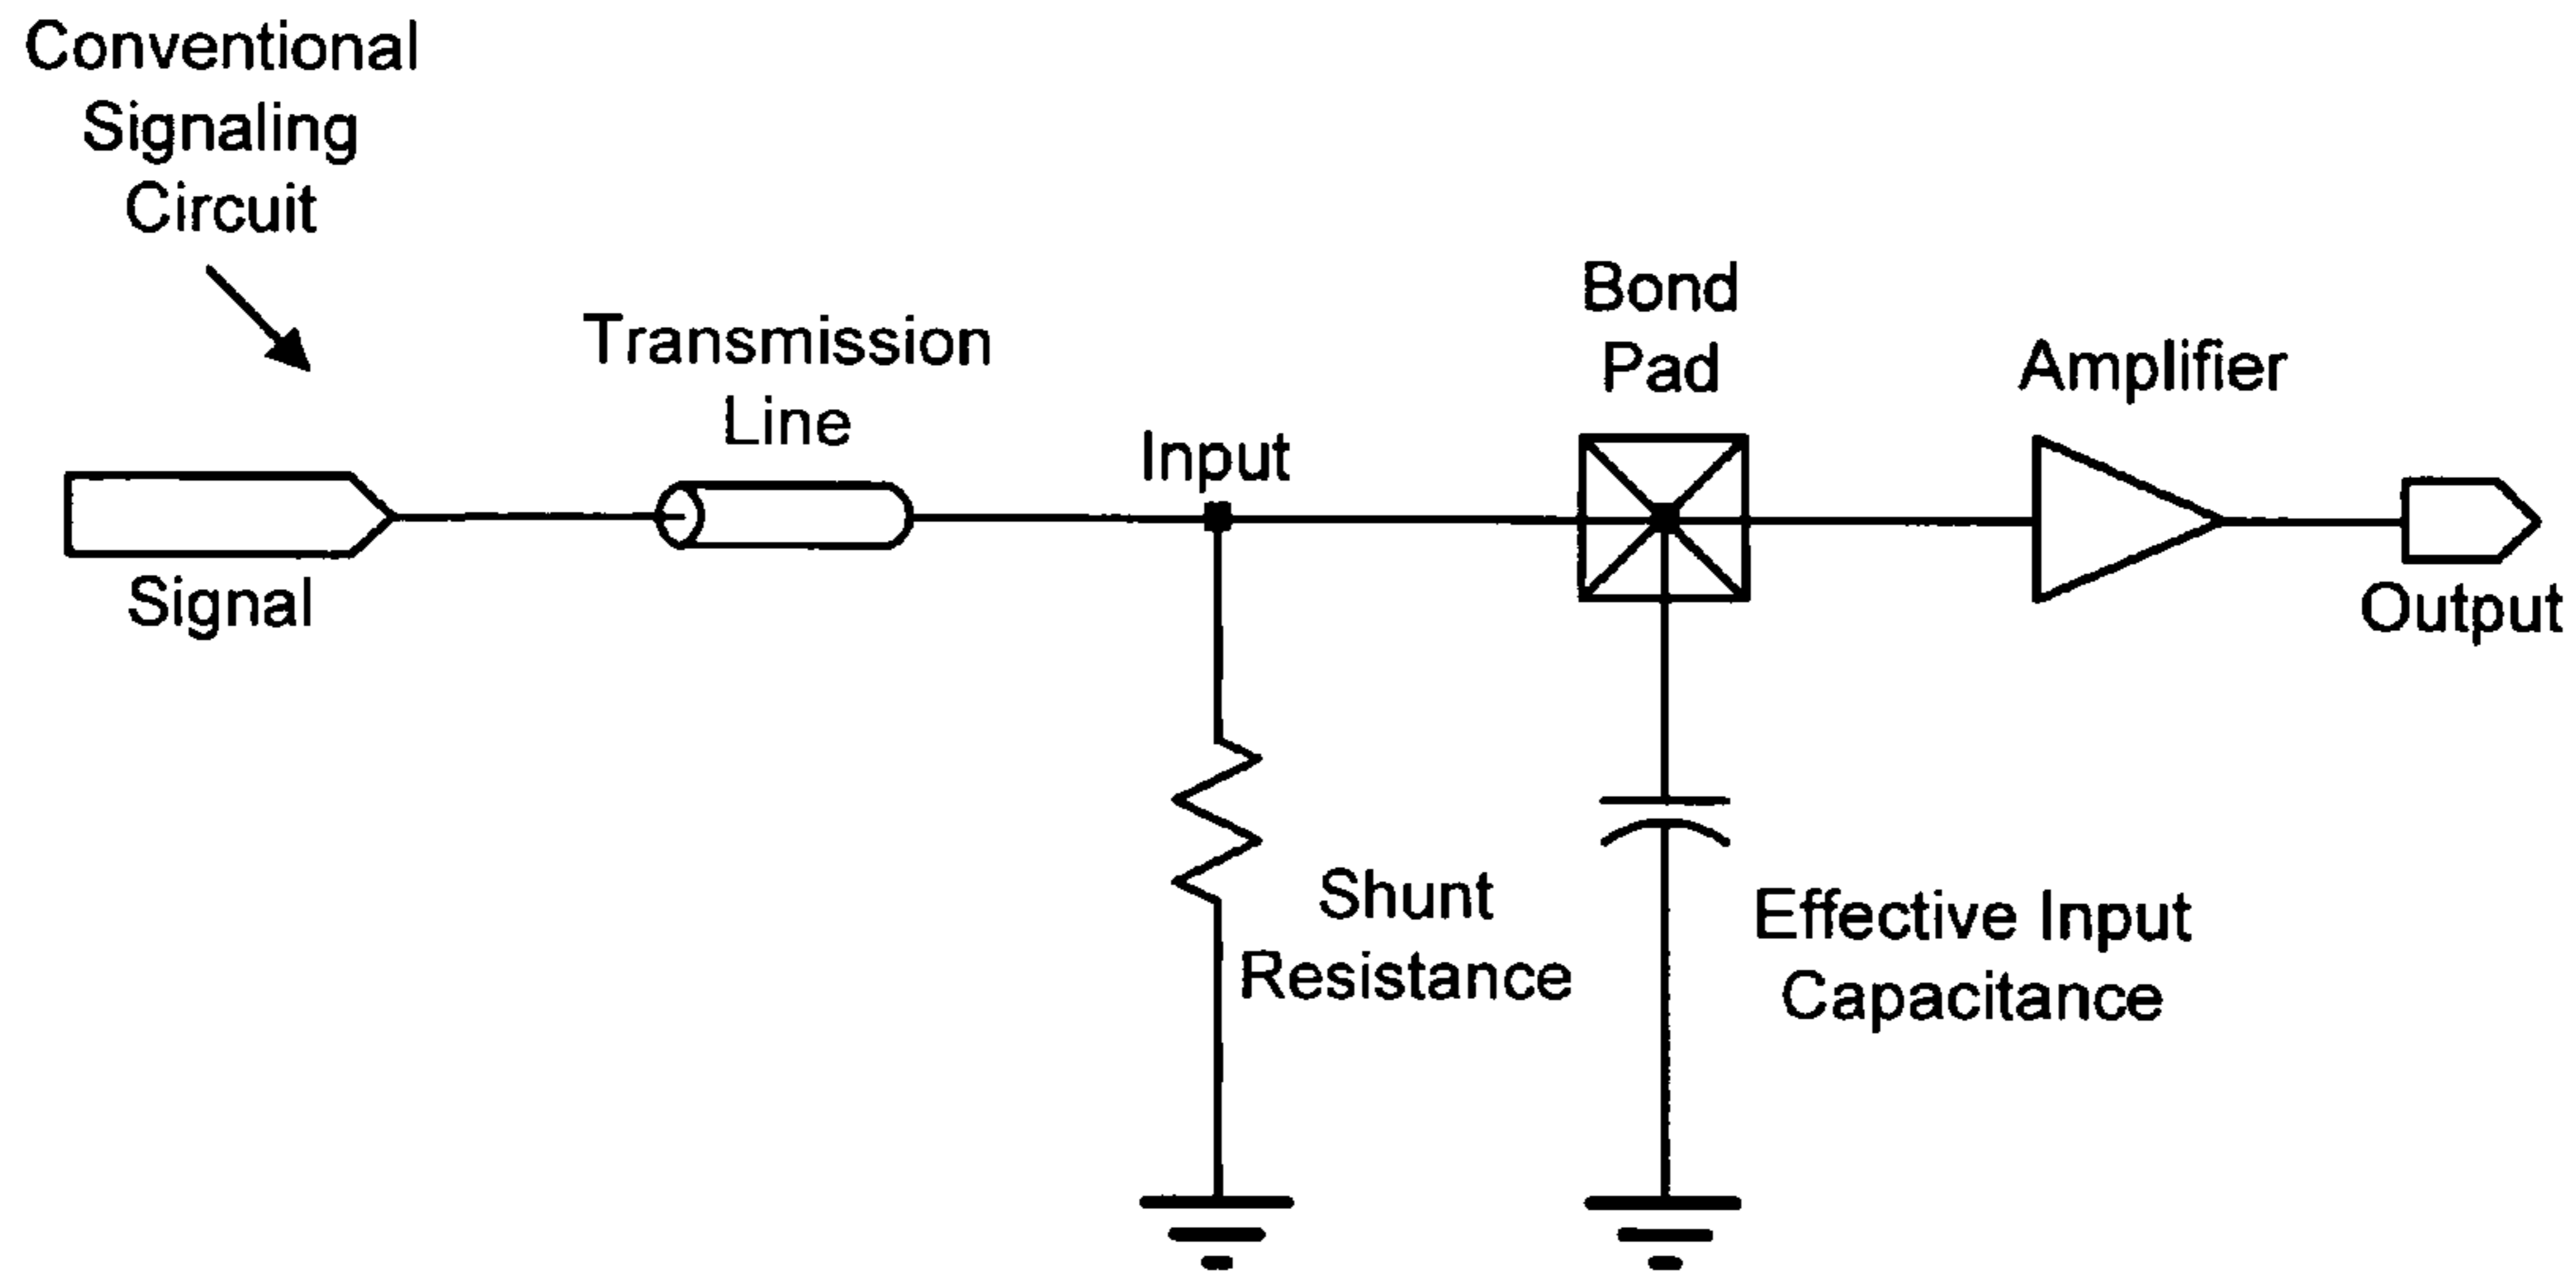 Conventional
Signaling
Circuit
Transmission
Line
Signal
Input
Bond
Pad
Amplifier
Output
Shunt
Resistance
Effective Input
Capacitance